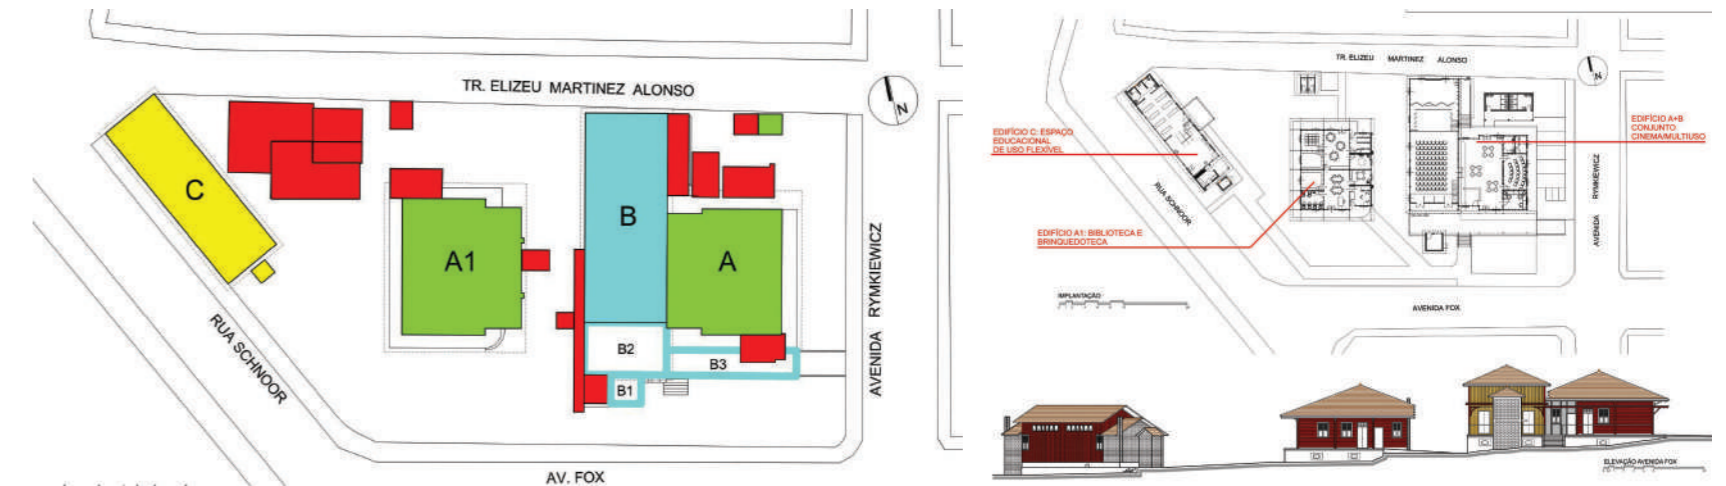 TR. ELIZEU MARTINEZ ALONSO
N
C
B
A1
A
B2
B3
B1
RUA SCHNOOR
AVENIDA RYMKIEWICZ
AV. FOX
TR. ELIZEU MARTINEZ ALONSO
N
EDIFÍCIO C: ESPAÇO
EDUCACIONAL
DE USO FLEXÍVEL
EDIFÍCIO A+B
CONJUNTO
CINEMA/MULTIUSO
RUA SCHNOOR
AVENIDA RYMKIEWICZ
EDIFÍCIO A1: BIBLIOTECA E
BRINQUEDOTECA
IMPLANTAÇÃO
AVENIDA FOX
ELEVAÇÃO AVENIDA FOX